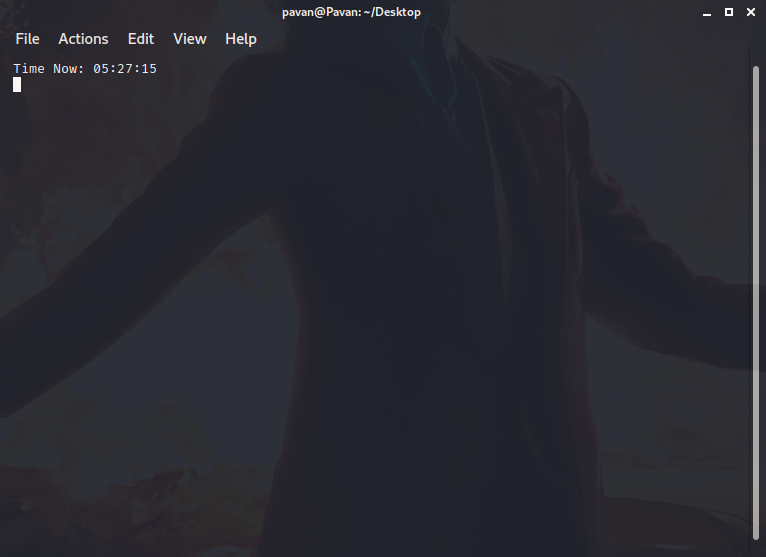 pavan@Pavan: ~/Desktop
File Actions Edit View Help
Time Now: 05:27:15